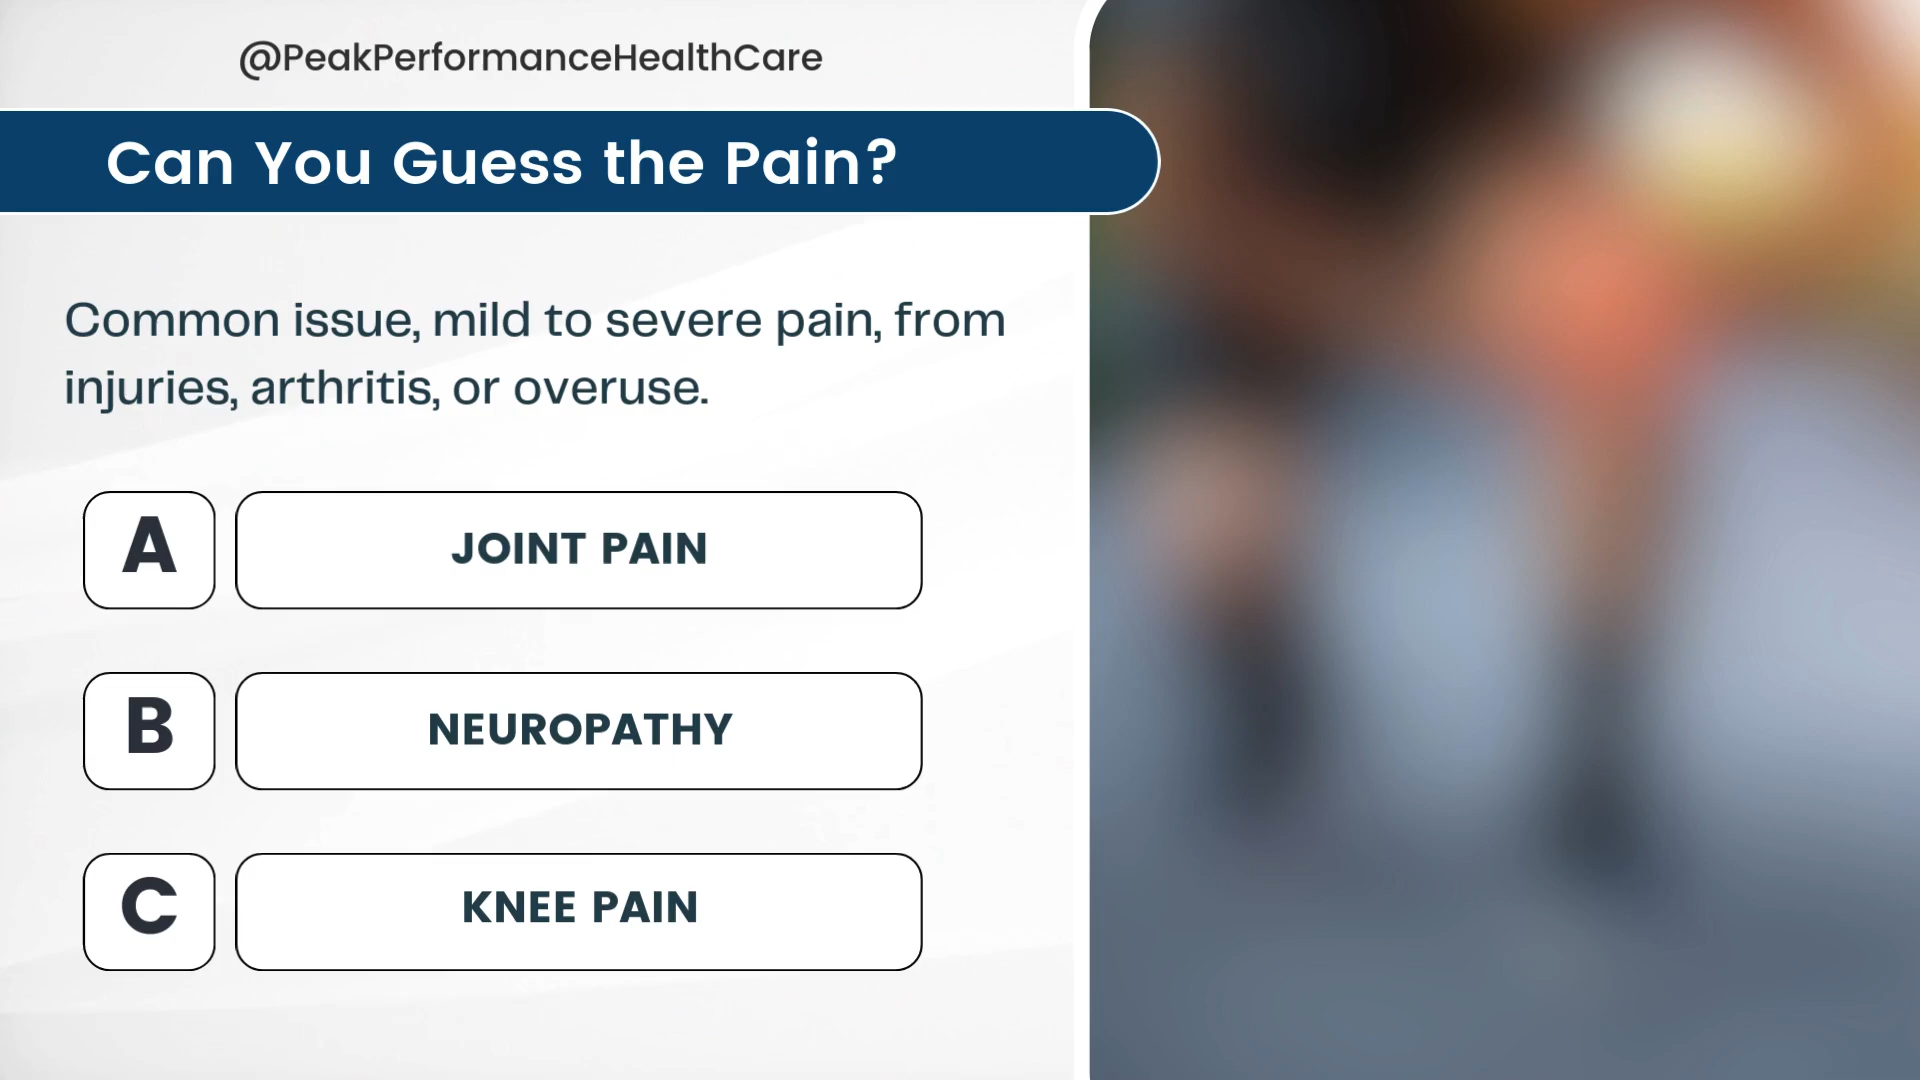 @PeakPerformanceHealthCare
Can You Guess the Pain?
Common issue, mild to severe pain, from
injuries, arthritis, or overuse.
A
JOINT PAIN
B
NEUROPATHY
C
KNEE PAIN